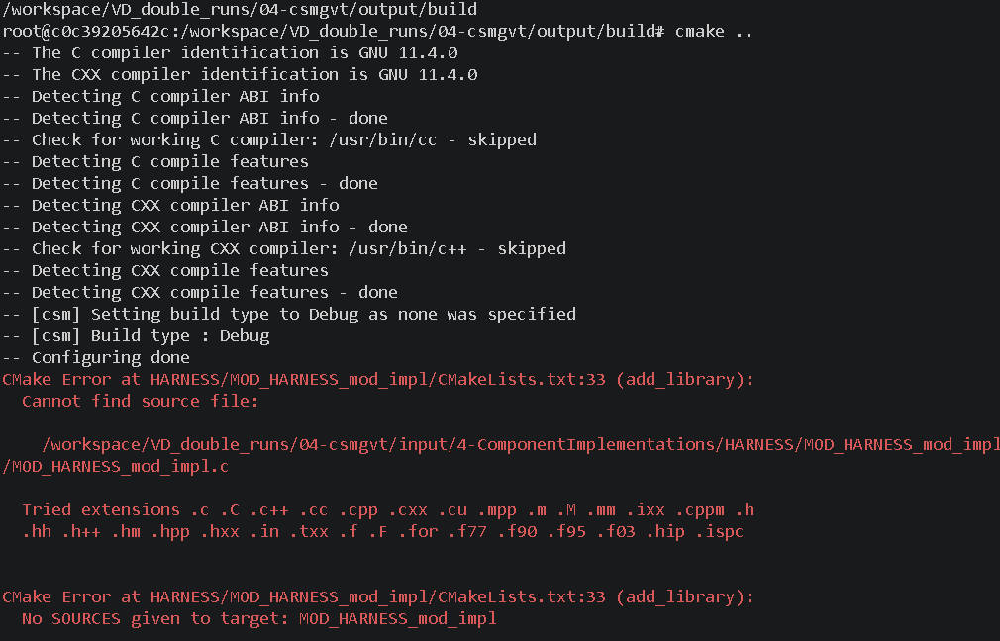 /workspace/VD_double_runs/04-csmgvt/output/build
root@c0c39205642c:/workspace/VD_double_runs/04-csmgvt/output/build# cmake ..
-- The C compiler identification is GNU 11.4.0
-- The CXX compiler identification is GNU 11.4.0
-- Detecting C compiler ABI info
-- Detecting C compiler ABI info - done
-- Check for working C compiler: /usr/bin/cc - skipped
-- Detecting C compile features
-- Detecting C compile features - done
-- Detecting CXX compiler ABI info
-- Detecting CXX compiler ABI info - done
-- Check for working CXX compiler: /usr/bin/c++ - skipped
-- Detecting CXX compile features
-- Detecting CXX compile features - done
-- [csm] Setting build type to Debug as none was specified
-- [csm] Build type : Debug
-- Configuring done
CMake Error at HARNESS/MOD_HARNESS_mod_impl/CMakeLists.txt:33 (add_library):
  Cannot find source file:
    /workspace/VD_double_runs/04-csmgvt/input/4-ComponentImplementations/HARNESS/MOD_HARNESS_mod_impl
/MOD_HARNESS_mod_impl.c
  Tried extensions .c .C .c++ .cc .cpp .cxx .cu .mpp .m .M .mm .ixx .cppm .h
  .hh .h++ .hm .hpp .hxx .in .txx .f .F .for .f77 .f90 .f95 .f03 .hip .ispc
CMake Error at HARNESS/MOD_HARNESS_mod_impl/CMakeLists.txt:33 (add_library):
  No SOURCES given to target: MOD_HARNESS_mod_impl